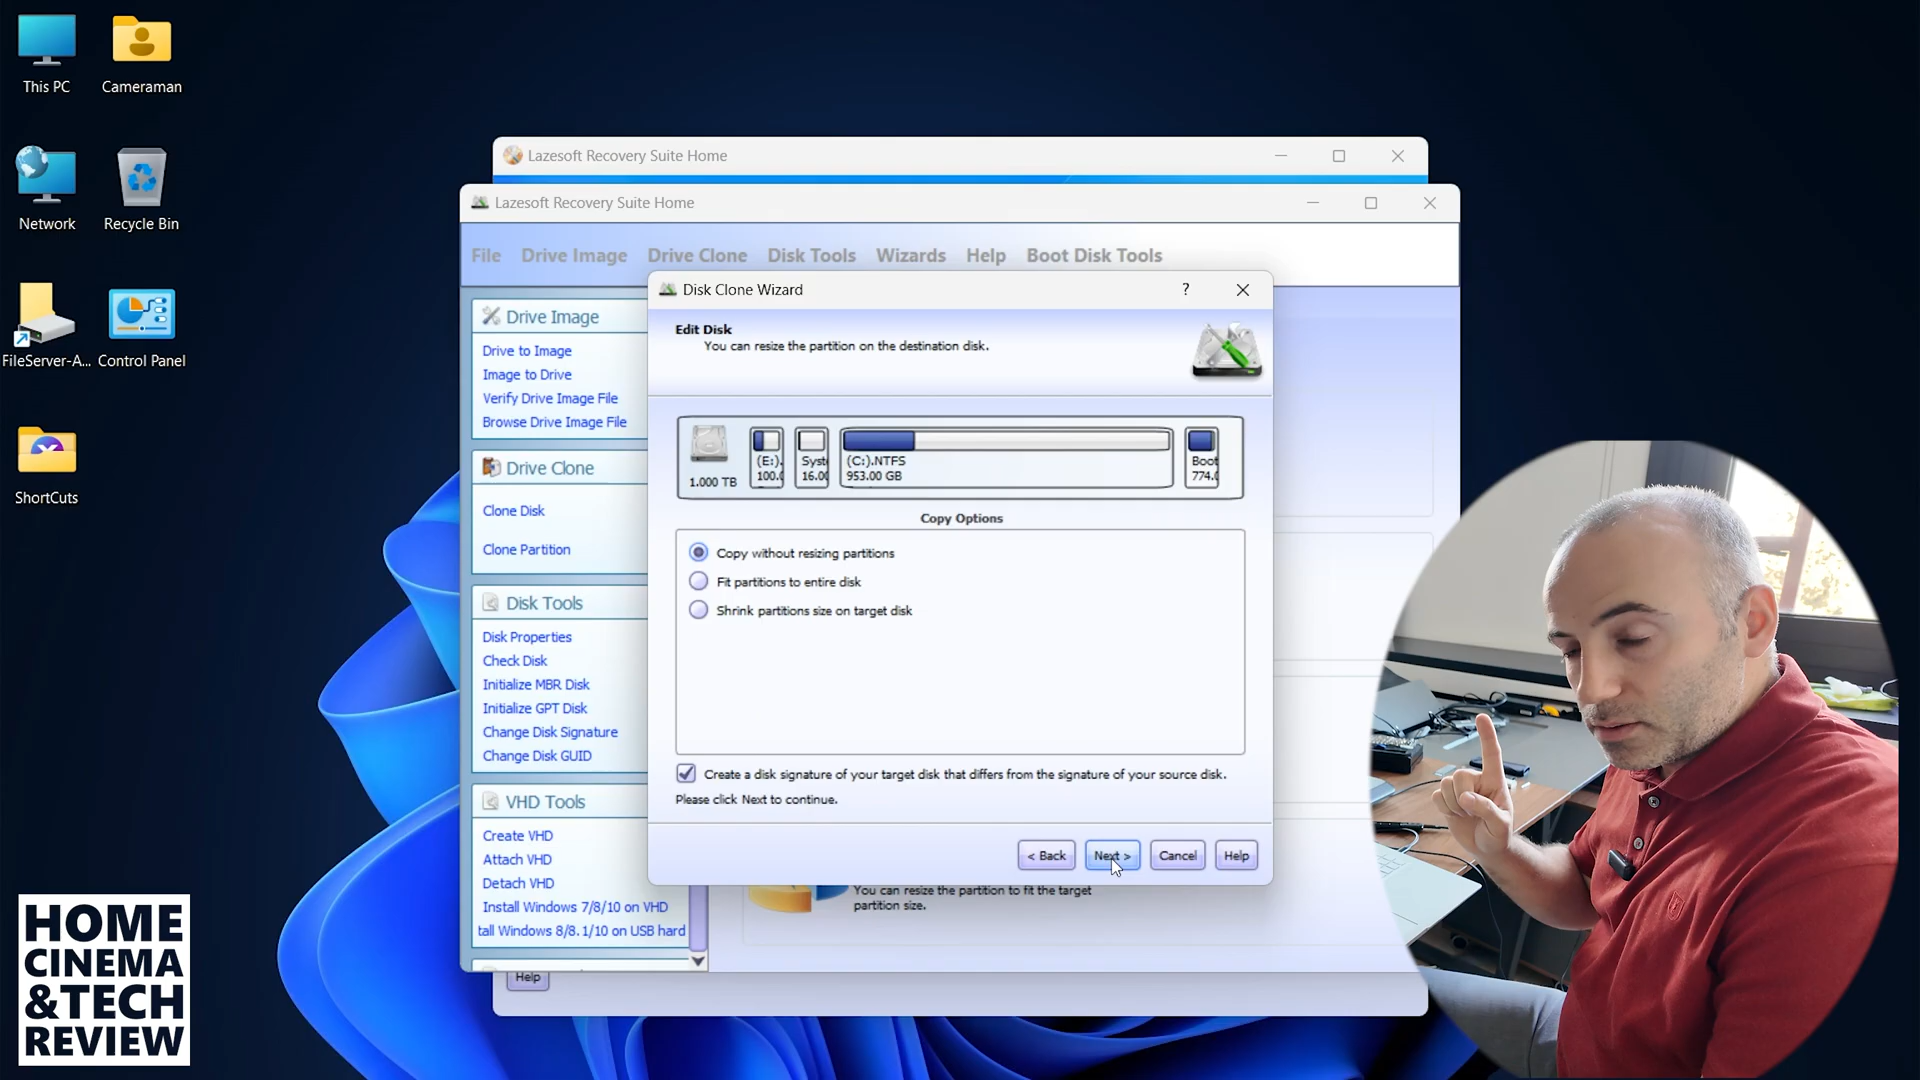 This PC
Cameraman
Network
Recycle Bin
FileServer-A...
Control Panel
ShortCuts
Lazesoft Recovery Suite Home
Lazesoft Recovery Suite Home
File Drive Image Drive Clone Disk Tools Wizards Help Boot Disk Tools
Drive Image
Drive to Image
Image to Drive
Verify Drive Image File
Browse Drive Image File
Drive Clone
Clone Disk
Clone Partition
Disk Tools
Disk Properties
Check Disk
Initialize MBR Disk
Initialize GPT Disk
Change Disk Signature
Change Disk GUID
VHD Tools
Create VHD
Attach VHD
Detach VHD
Install Windows 7/8/10 on VHD
tall Windows 8/8.1/10 on USB hard
Help
Disk Clone Wizard
?
Edit Disk
You can resize the partition on the destination disk.
1.000 TB
(E:).
100.0
Syst
16.00
(C:).NTFS
953.00 GB
Boot
774.0
Copy Options
Copy without resizing partitions
Fit partitions to entire disk
Shrink partitions size on target disk
Create a disk signature of your target disk that differs from the signature of your source disk.
Please click Next to continue.
< Back
Next >
Cancel
Help
You can resize the partition to fit the target
partition size.
HOME
CINEMA
&TECH
REVIEW